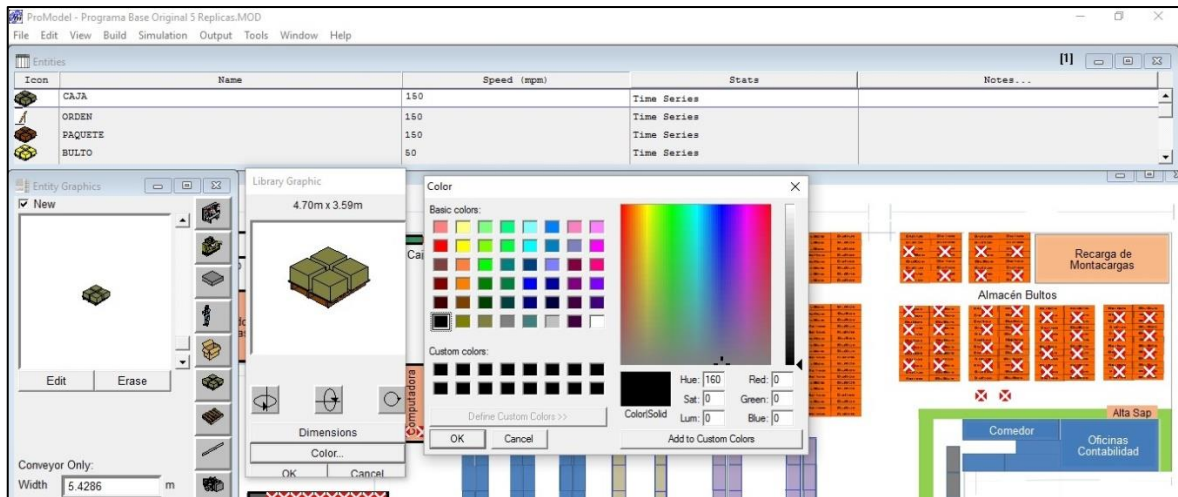 ProModel - Programa Base Original 5 Replicas.MOD
File Edit View Build Simulation Output Tools Window Help
Entities
[1]
Icon Name Speed (mpm) Stats Notes...
CAJA 150 Time Series
ORDEN 150 Time Series
PAQUETE 150 Time Series
BULTO 50 Time Series
Entity Graphics
New
Edit Erase
Conveyor Only:
Width 5.4286 m
Library Graphic
4.70m x 3.59m
Dimensions
Color...
OK Cancel
Color
Basic colors:
Custom colors:
Define Custom Colors >>
OK Cancel
Color|Solid
Hue: 160 Red: 0
Sat: 0 Green: 0
Lum: 0 Blue: 0
Add to Custom Colors
Computadora
Recarga de
Montacargas
Almacén Bultos
Alta Sap
Comedor
Oficinas
Contabilidad